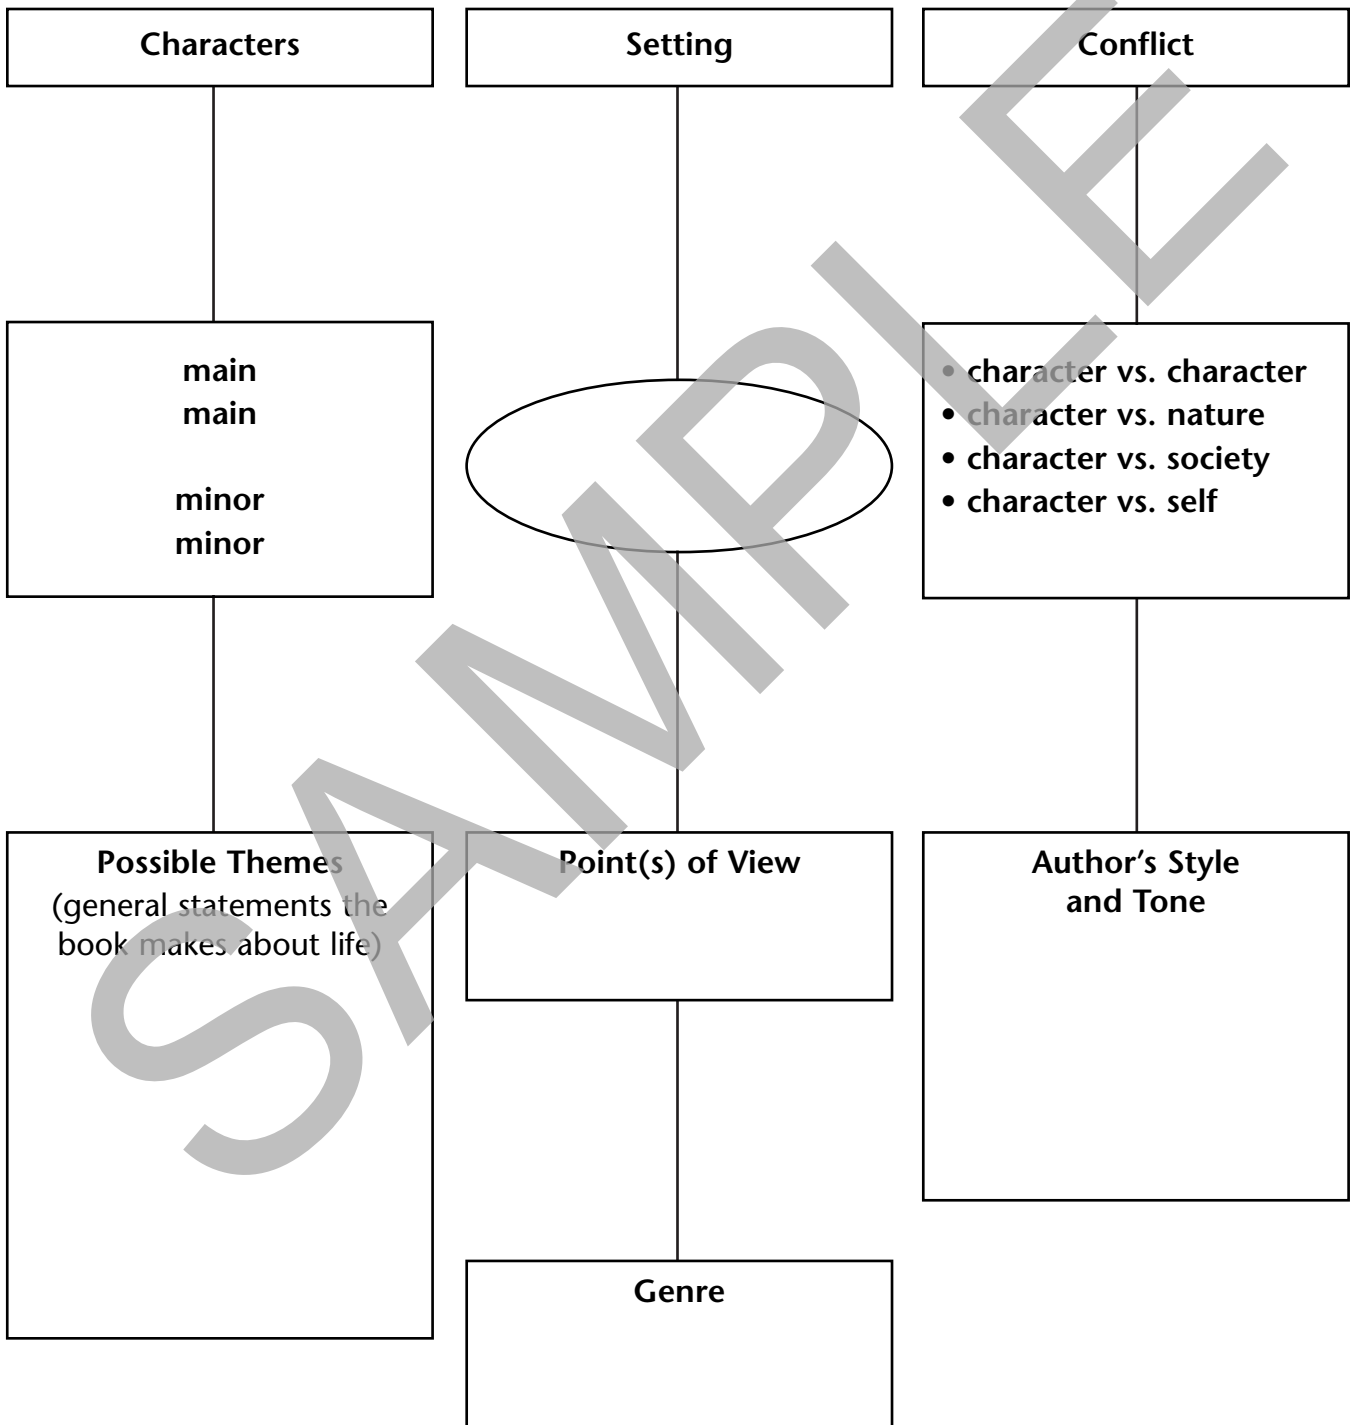 Characters
Setting
Conflict
main
main
minor
minor
• character vs. character
• character vs. nature
• character vs. society
• character vs. self
Possible Themes
(general statements the
book makes about life)
Point(s) of View
Author’s Style
and Tone
Genre
SAMPLE